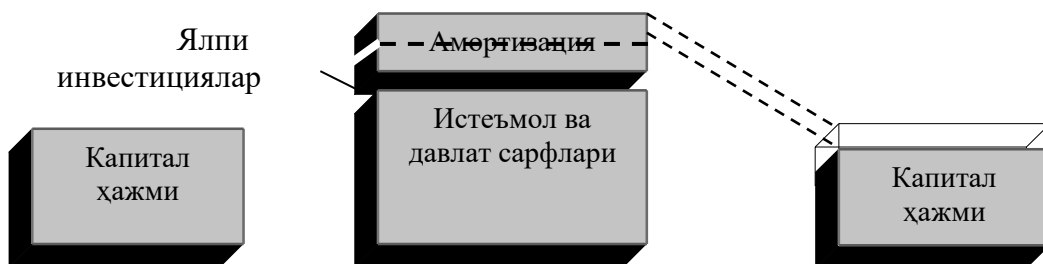 Ялпи
инвестициялар
Амортизация
Истеъмол ва
давлат сарфлари
Капитал
ҳажми
Капитал
ҳажми